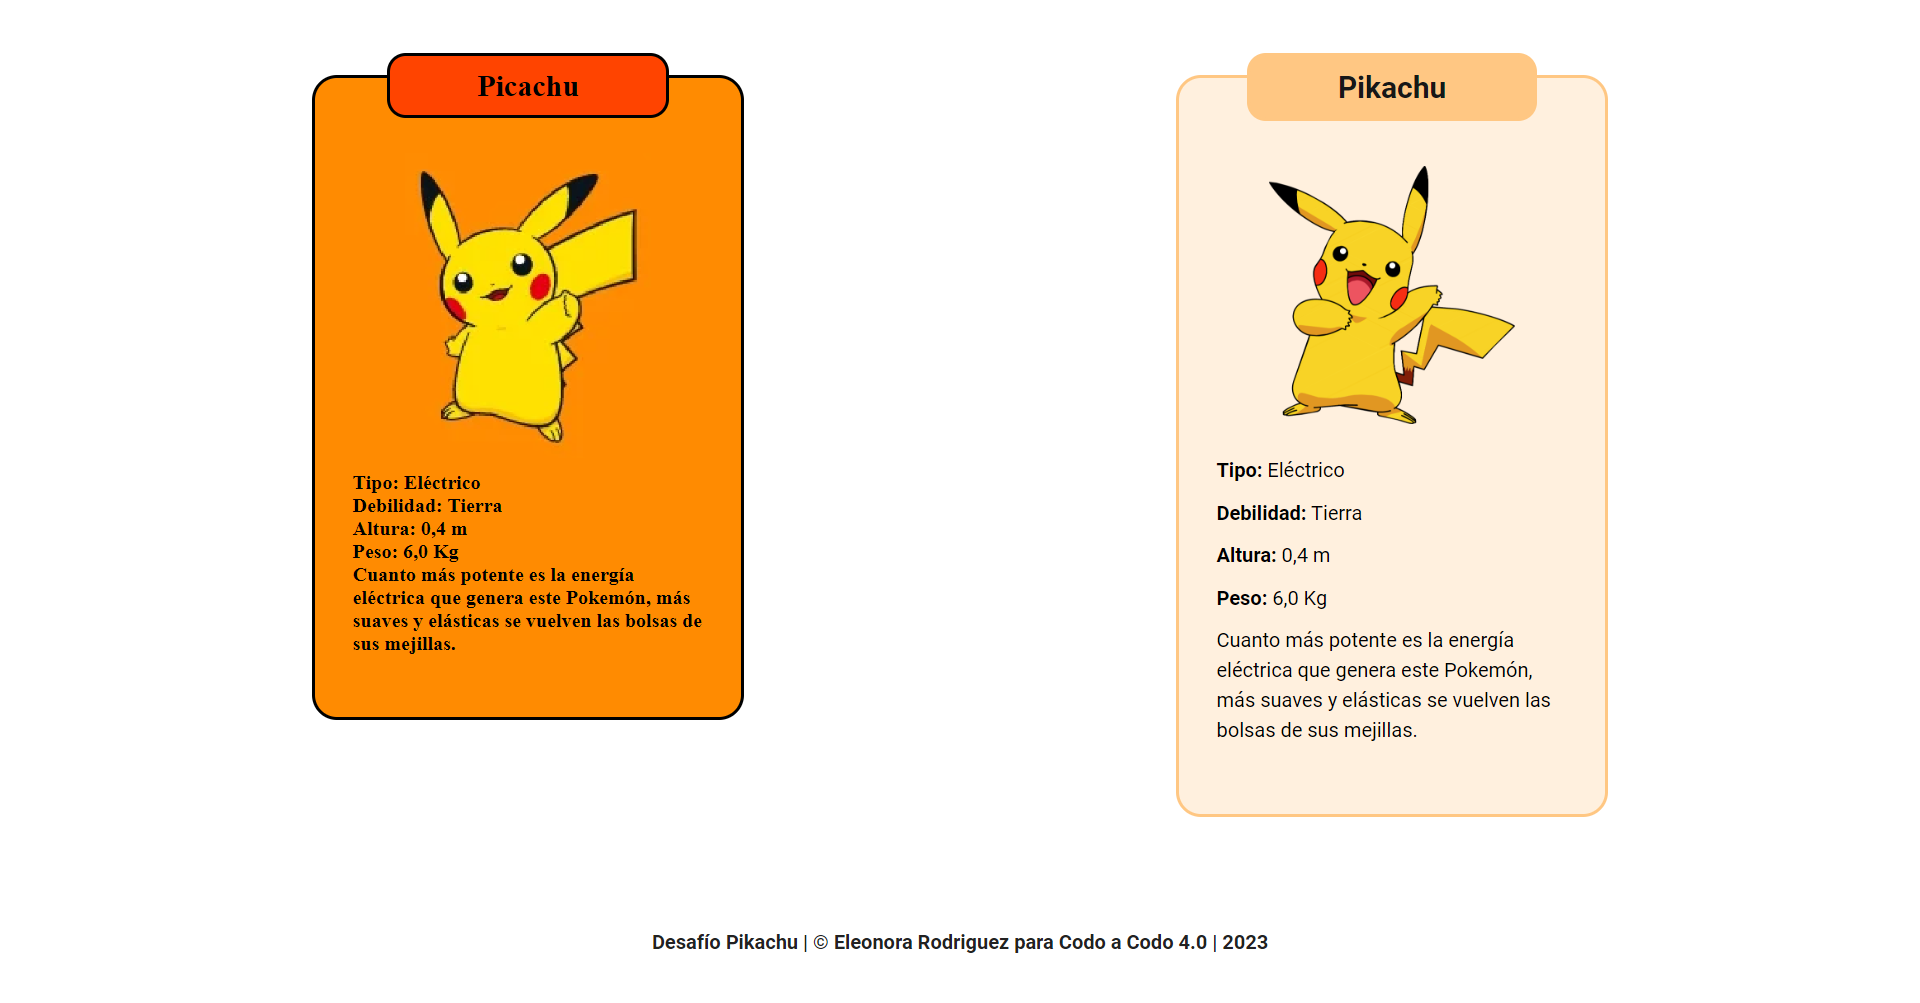 Picachu
Tipo: Eléctrico
Debilidad: Tierra
Altura: 0,4 m
Peso: 6,0 Kg
Cuanto más potente es la energía
eléctrica que genera este Pokemón, más
suaves y elásticas se vuelven las bolsas de
sus mejillas.
Pikachu
Tipo: Eléctrico
Debilidad: Tierra
Altura: 0,4 m
Peso: 6,0 Kg
Cuanto más potente es la energía
eléctrica que genera este Pokemón,
más suaves y elásticas se vuelven las
bolsas de sus mejillas.
Desafío Pikachu | © Eleonora Rodriguez para Codo a Codo 4.0 | 2023